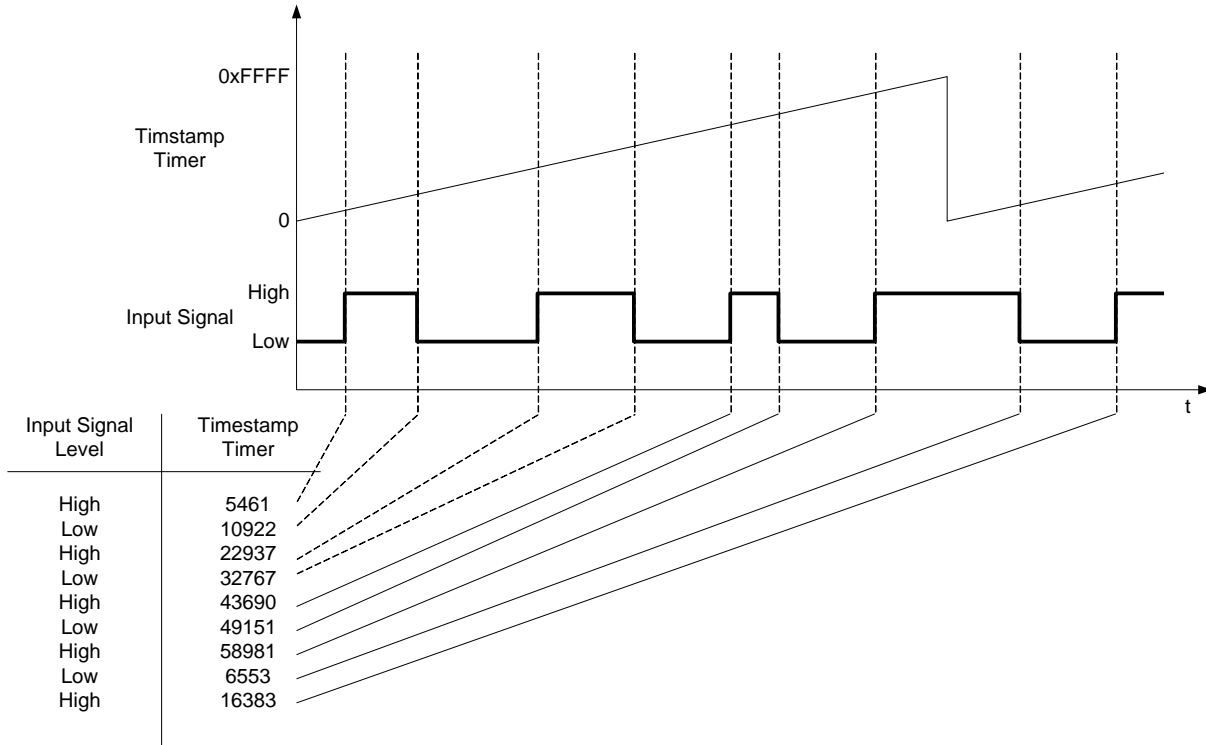 0xFFFF
Timstamp
Timer
0
High
Input Signal
Low
t
Input Signal
Level
Timestamp
Timer
High 5461
Low 10922
High 22937
Low 32767
High 43690
Low 49151
High 58981
Low 6553
High 16383